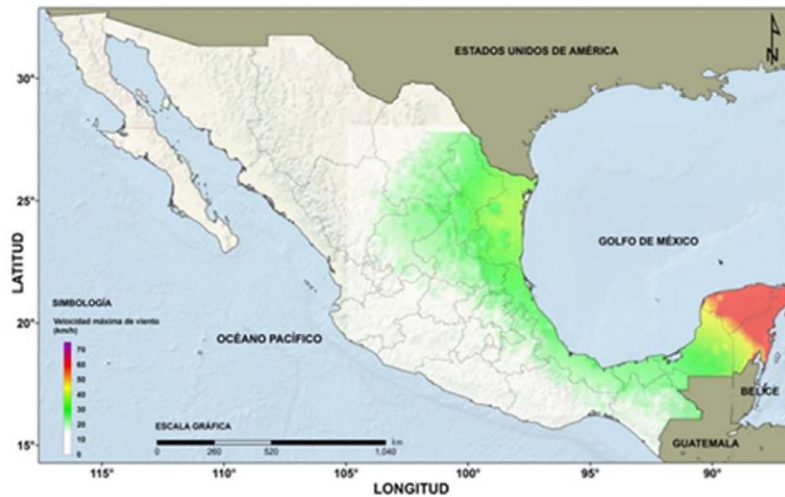 ESTADOS UNIDOS DE AMÉRICA
N
30°
LATITUD
25°
GOLFO DE MÉXICO
SIMBOLOGÍA
Velocidad máxima de viento
(km/h)
70
60
50
40
30
20
10
0
20°
OCÉANO PACÍFICO
BELICE
ESCALA GRÁFICA
km
0 260 520 1,040
GUATEMALA
15°
115° 110° 105° 100° 95° 90°
LONGITUD